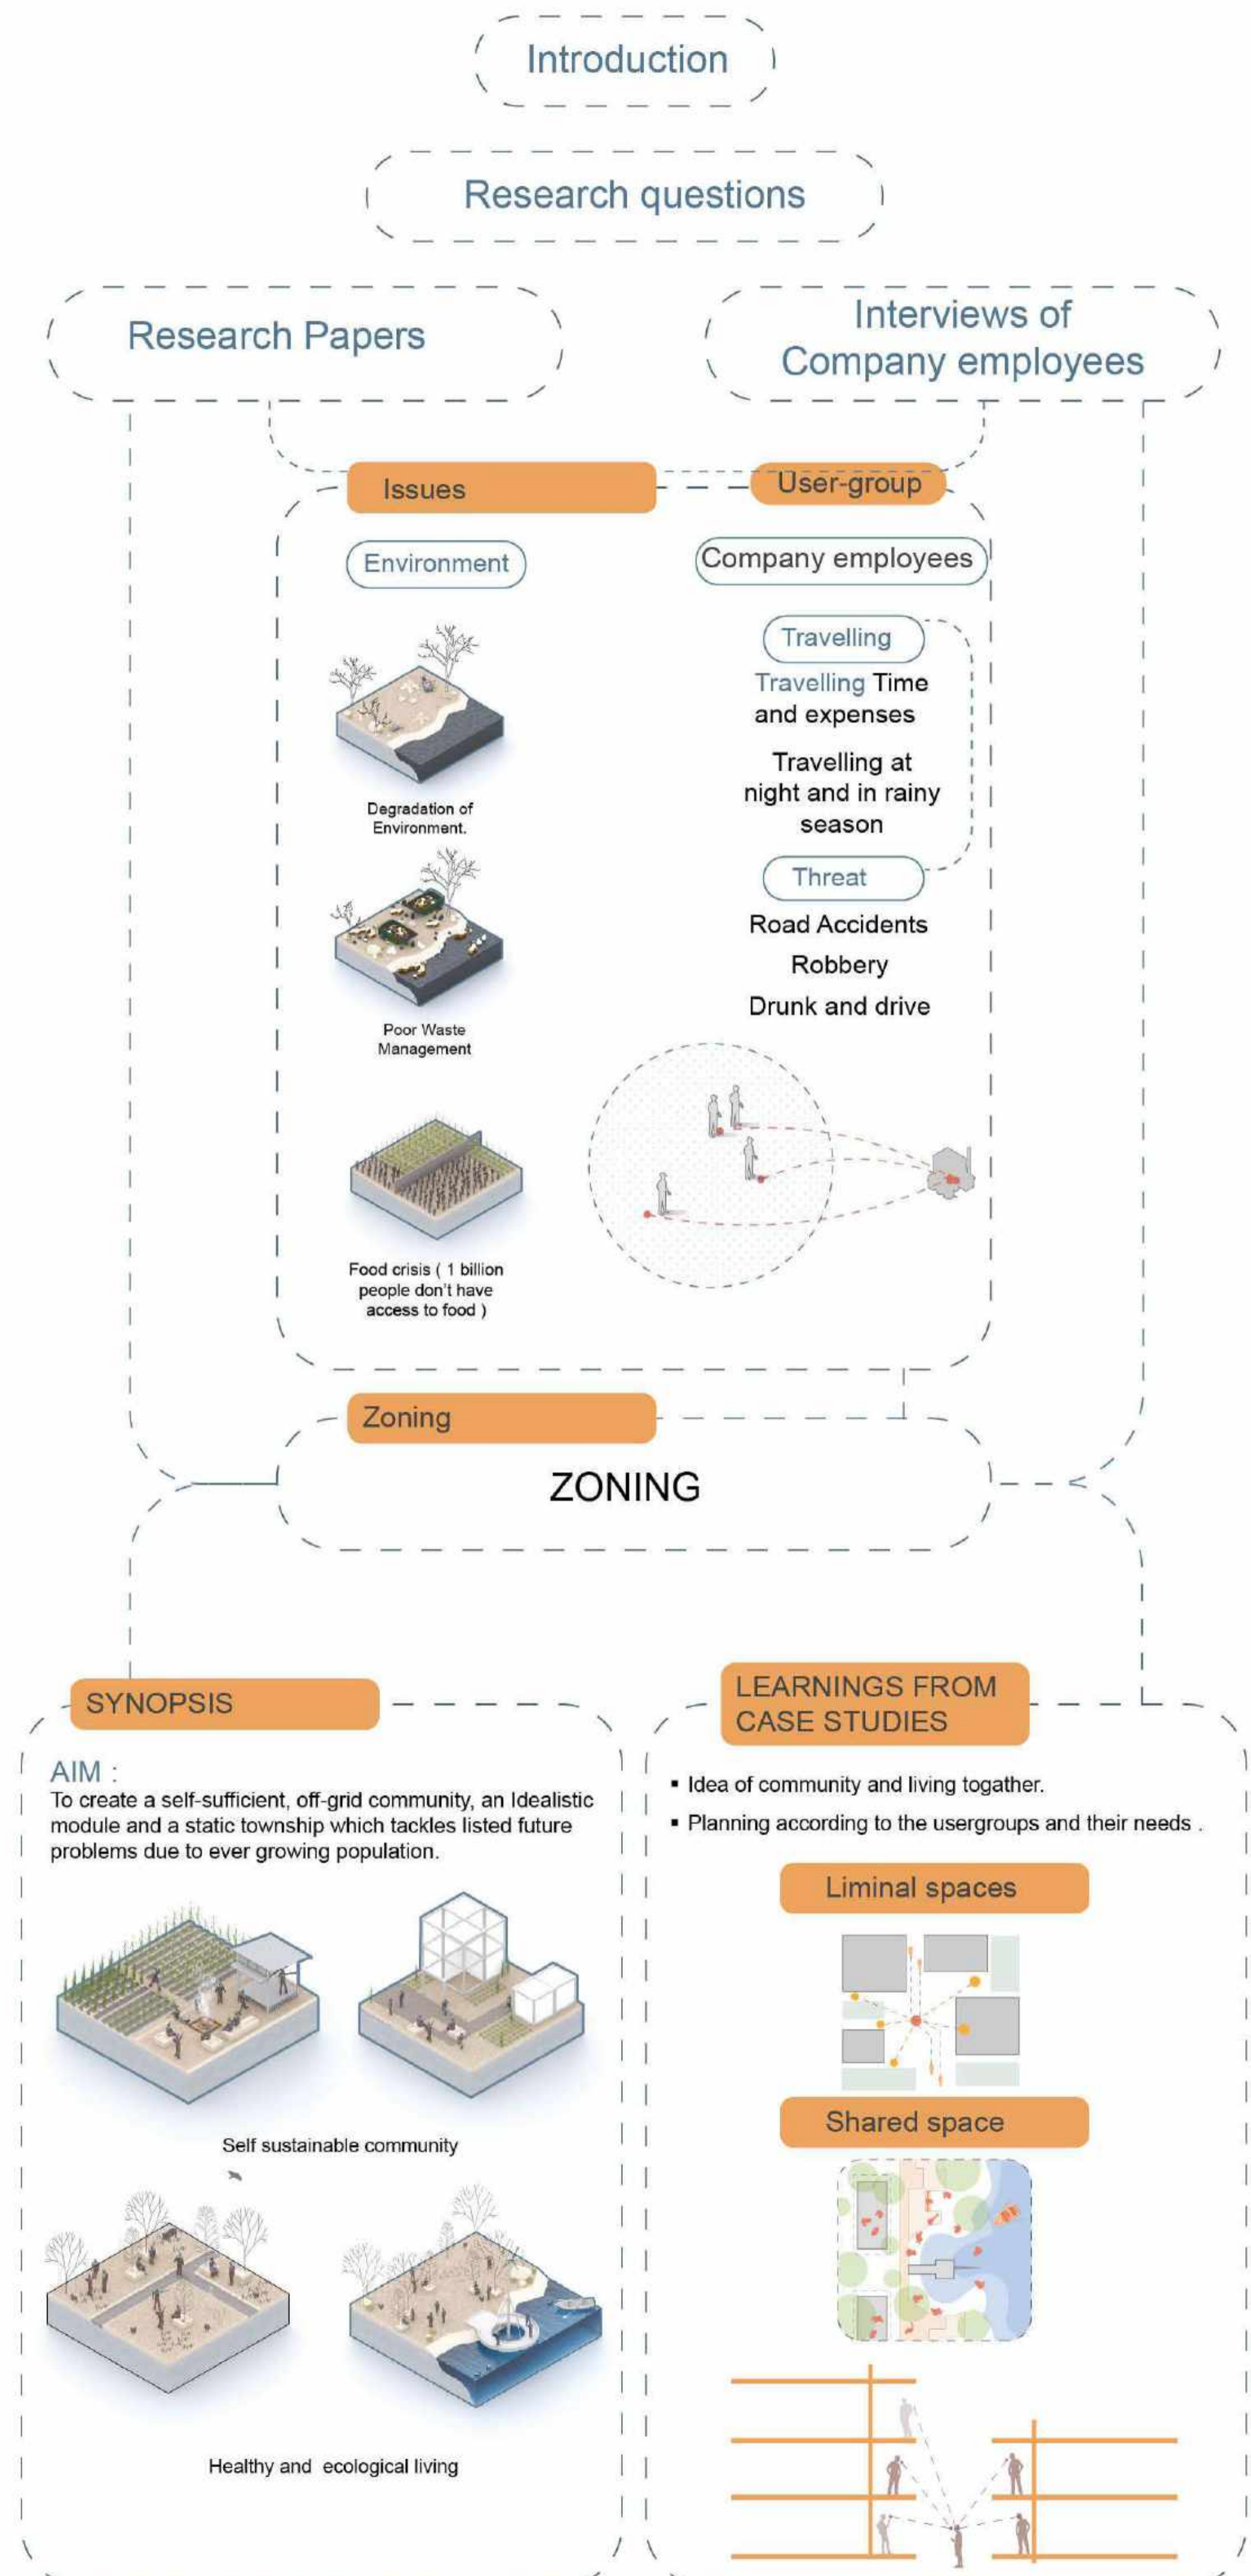 Introduction
Research questions
Research Papers
Interviews of
Company employees
Issues
User-group
Environment
Company employees
Travelling
Travelling Time
and expenses
Travelling at
night and in rainy
season
Degradation of
Environment.
Threat
Road Accidents
Robbery
Drunk and drive
Poor Waste
Management
Food crisis ( 1 billion
people don't have
access to food )
Zoning
ZONING
SYNOPSIS
AIM :
To create a self-sufficient, off-grid community, an Idealistic
module and a static township which tackles listed future
problems due to ever growing population.
Self sustainable community
Healthy and ecological living
LEARNINGS FROM
CASE STUDIES
▪ Idea of community and living togather.
▪ Planning according to the usergroups and their needs .
Liminal spaces
Shared space